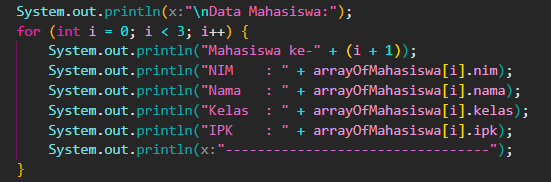 System.out.println(x:"\nData Mahasiswa:");
for (int i = 0; i < 3; i++) {
    System.out.println("Mahasiswa ke-" + (i + 1));
    System.out.println("NIM    : " + arrayOfMahasiswa[i].nim);
    System.out.println("Nama   : " + arrayOfMahasiswa[i].nama);
    System.out.println("Kelas  : " + arrayOfMahasiswa[i].kelas);
    System.out.println("IPK    : " + arrayOfMahasiswa[i].ipk);
    System.out.println(x:"---------------------------------");
}